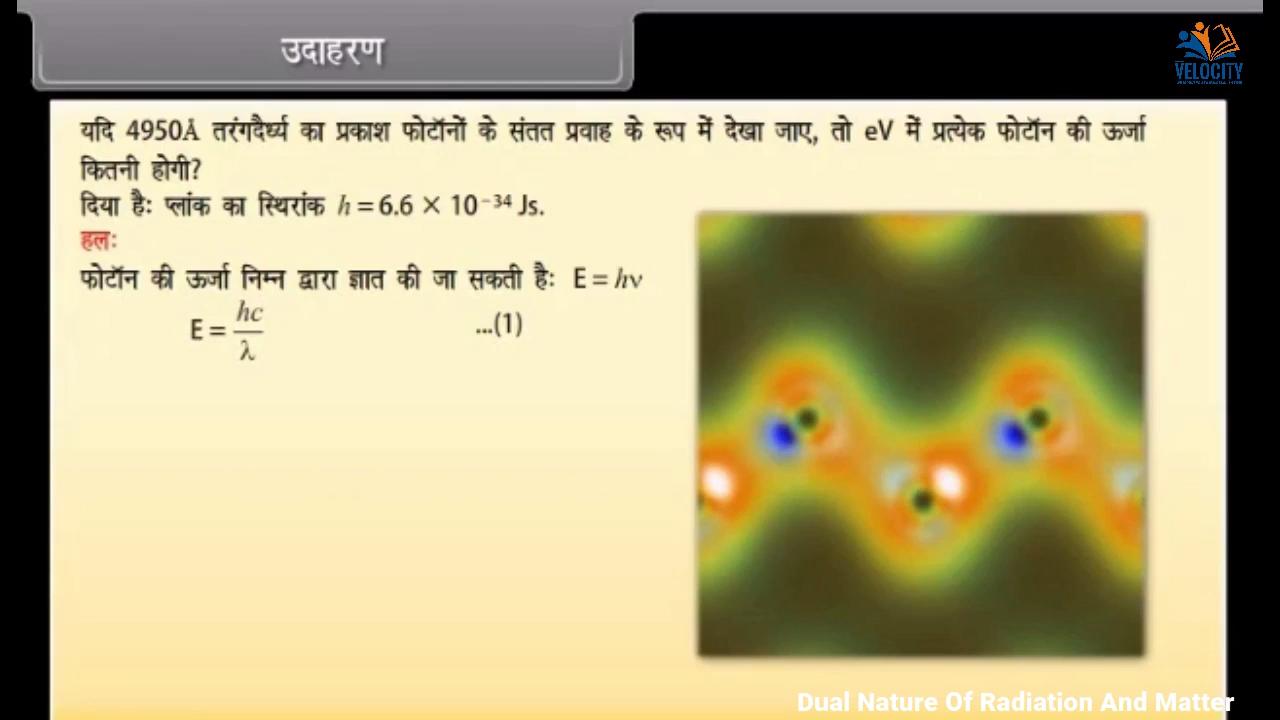 उदाहरण
VELOCITY
यदि 4950Å तरंगदैर्ध्य का प्रकाश फोटॉनों के संतत प्रवाह के रूप में देखा जाए, तो eV में प्रत्येक फोटॉन की ऊर्जा
कितनी होगी?
दिया हैः प्लांक का स्थिरांक h = 6.6 × 10⁻³⁴ Js.
हलः
फोटॉन की ऊर्जा निम्न द्वारा ज्ञात की जा सकती हैः E = hν
E = hc/λ ...(1)
Dual Nature Of Radiation And Matter